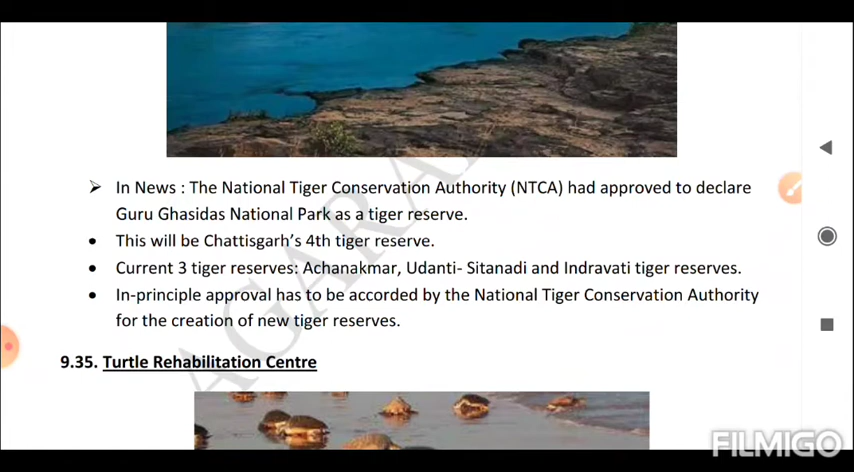 ➢ In News : The National Tiger Conservation Authority (NTCA) had approved to declare
Guru Ghasidas National Park as a tiger reserve.
• This will be Chattisgarh's 4th tiger reserve.
• Current 3 tiger reserves: Achanakmar, Udanti- Sitanadi and Indravati tiger reserves.
• In-principle approval has to be accorded by the National Tiger Conservation Authority
for the creation of new tiger reserves.
9.35. Turtle Rehabilitation Centre
FILMIGO